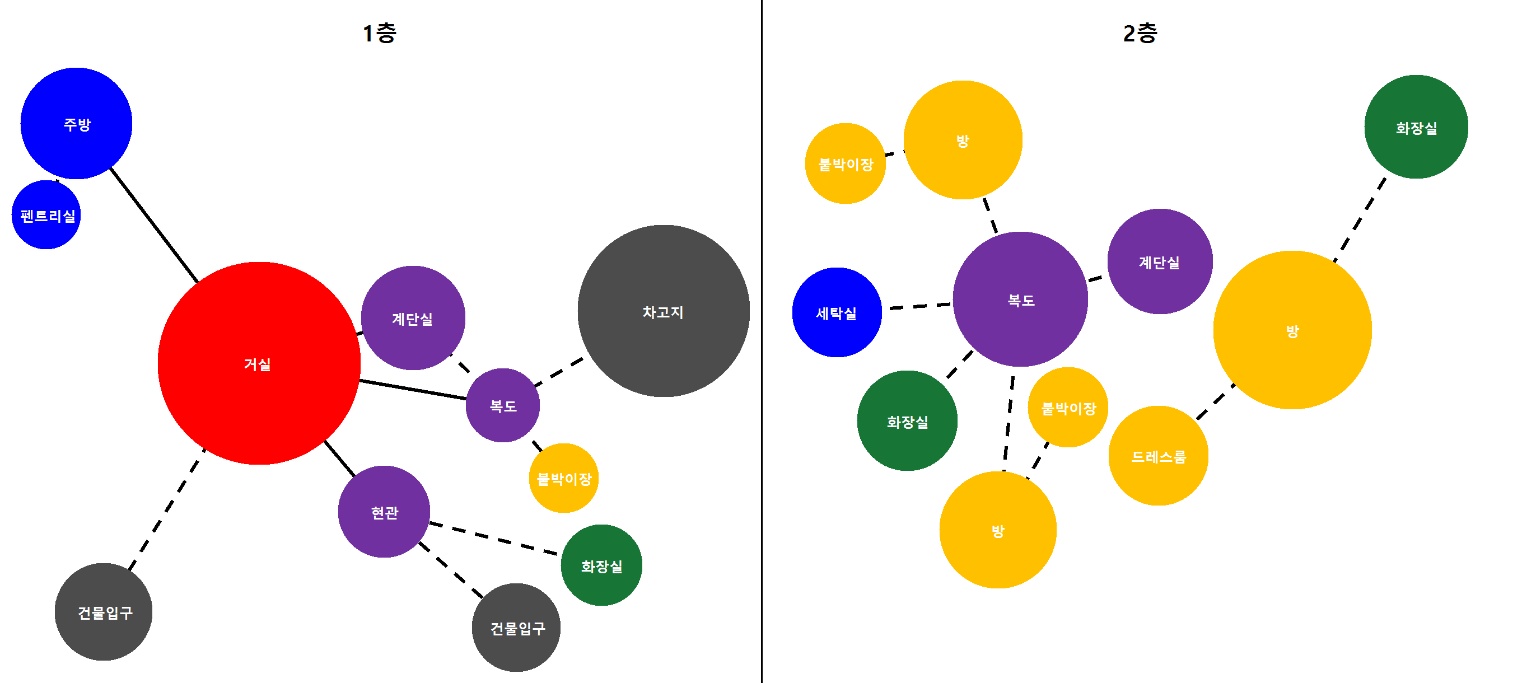 1층
주방
펜트리실
계단실
차고지
거실
복도
붙박이장
현관
화장실
건물입구
건물입구
2층
화장실
방
붙박이장
계단실
복도
세탁실
방
붙박이장
화장실
드레스룸
방